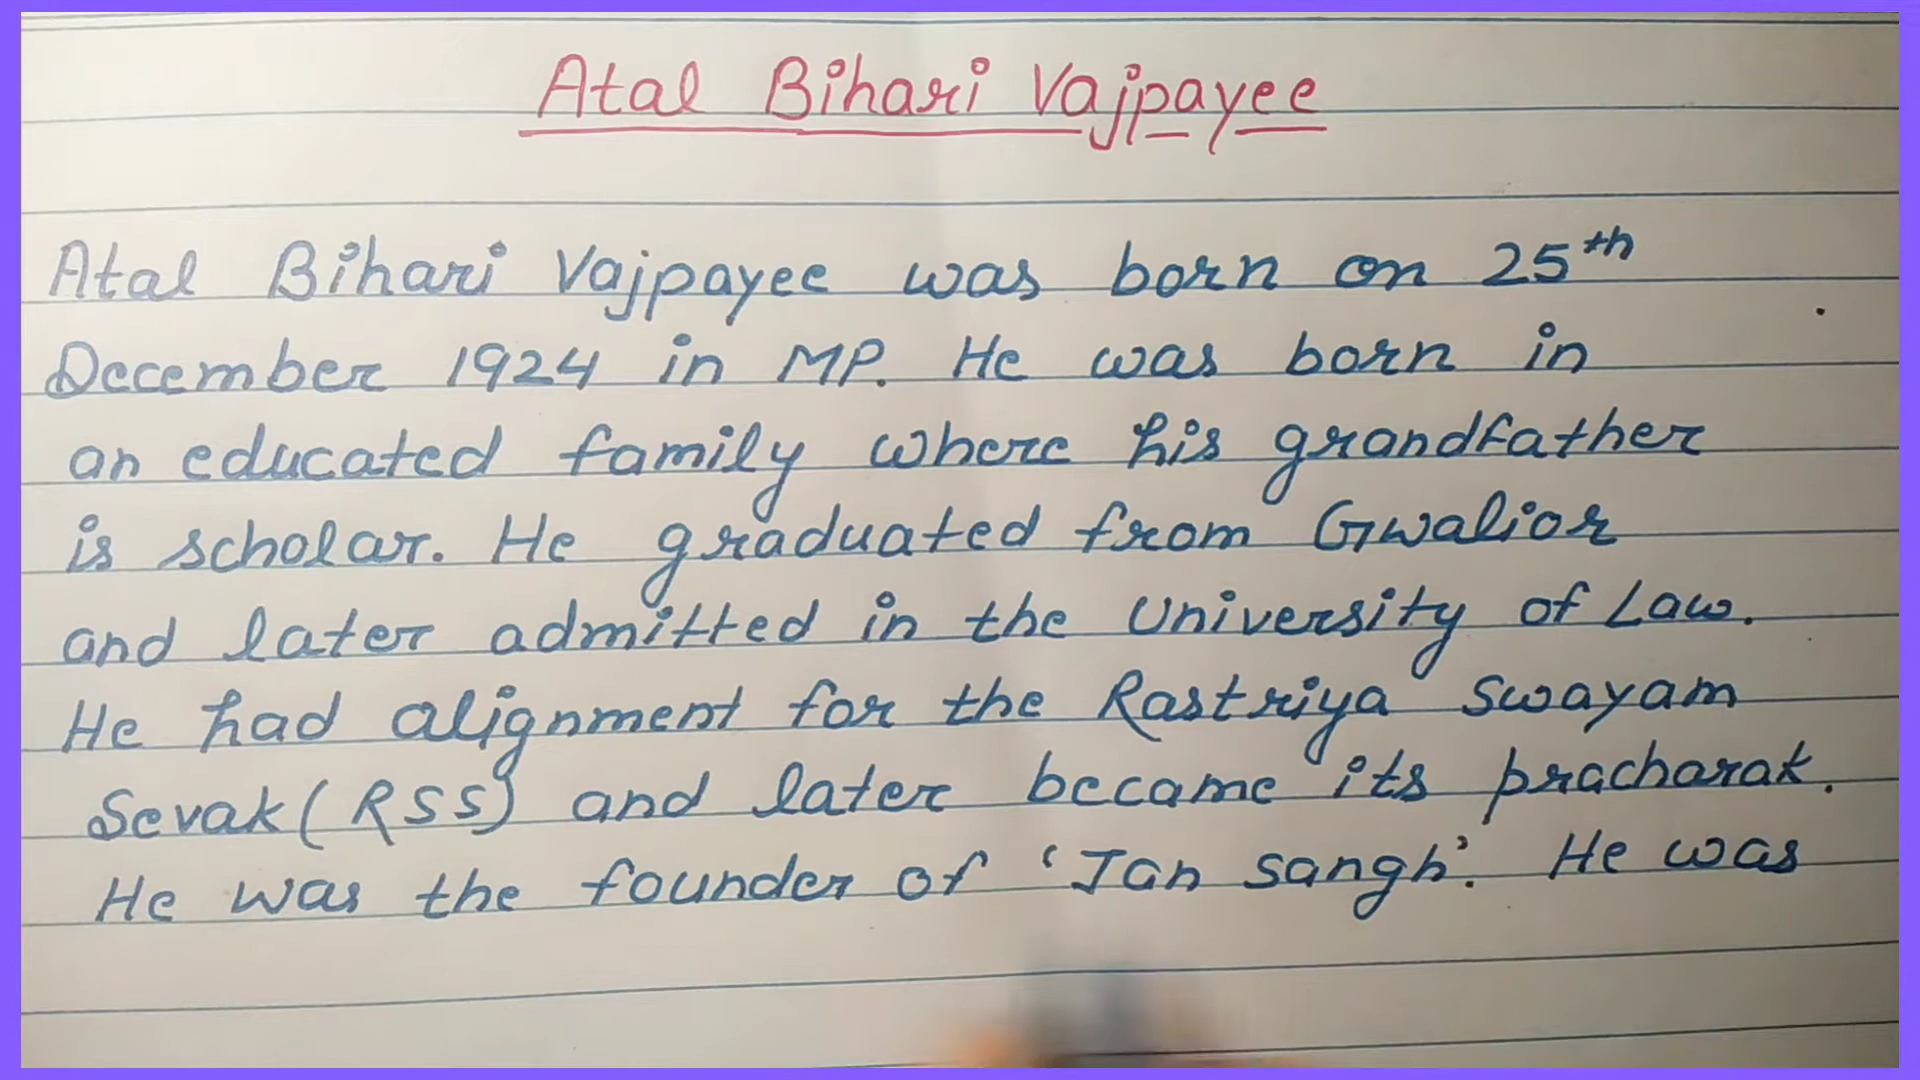 Atal Bihari Vajpayee
Atal Bihari Vajpayee was born on 25th
December 1924 in MP. He was born in
an educated family where his grandfather
is scholar. He graduated from Gwalior
and later admitted in the University of Law.
He had alignment for the Rastriya Swayam
Sevak (RSS) and later became its pracharak.
He was the founder of 'Jan Sangh'. He was